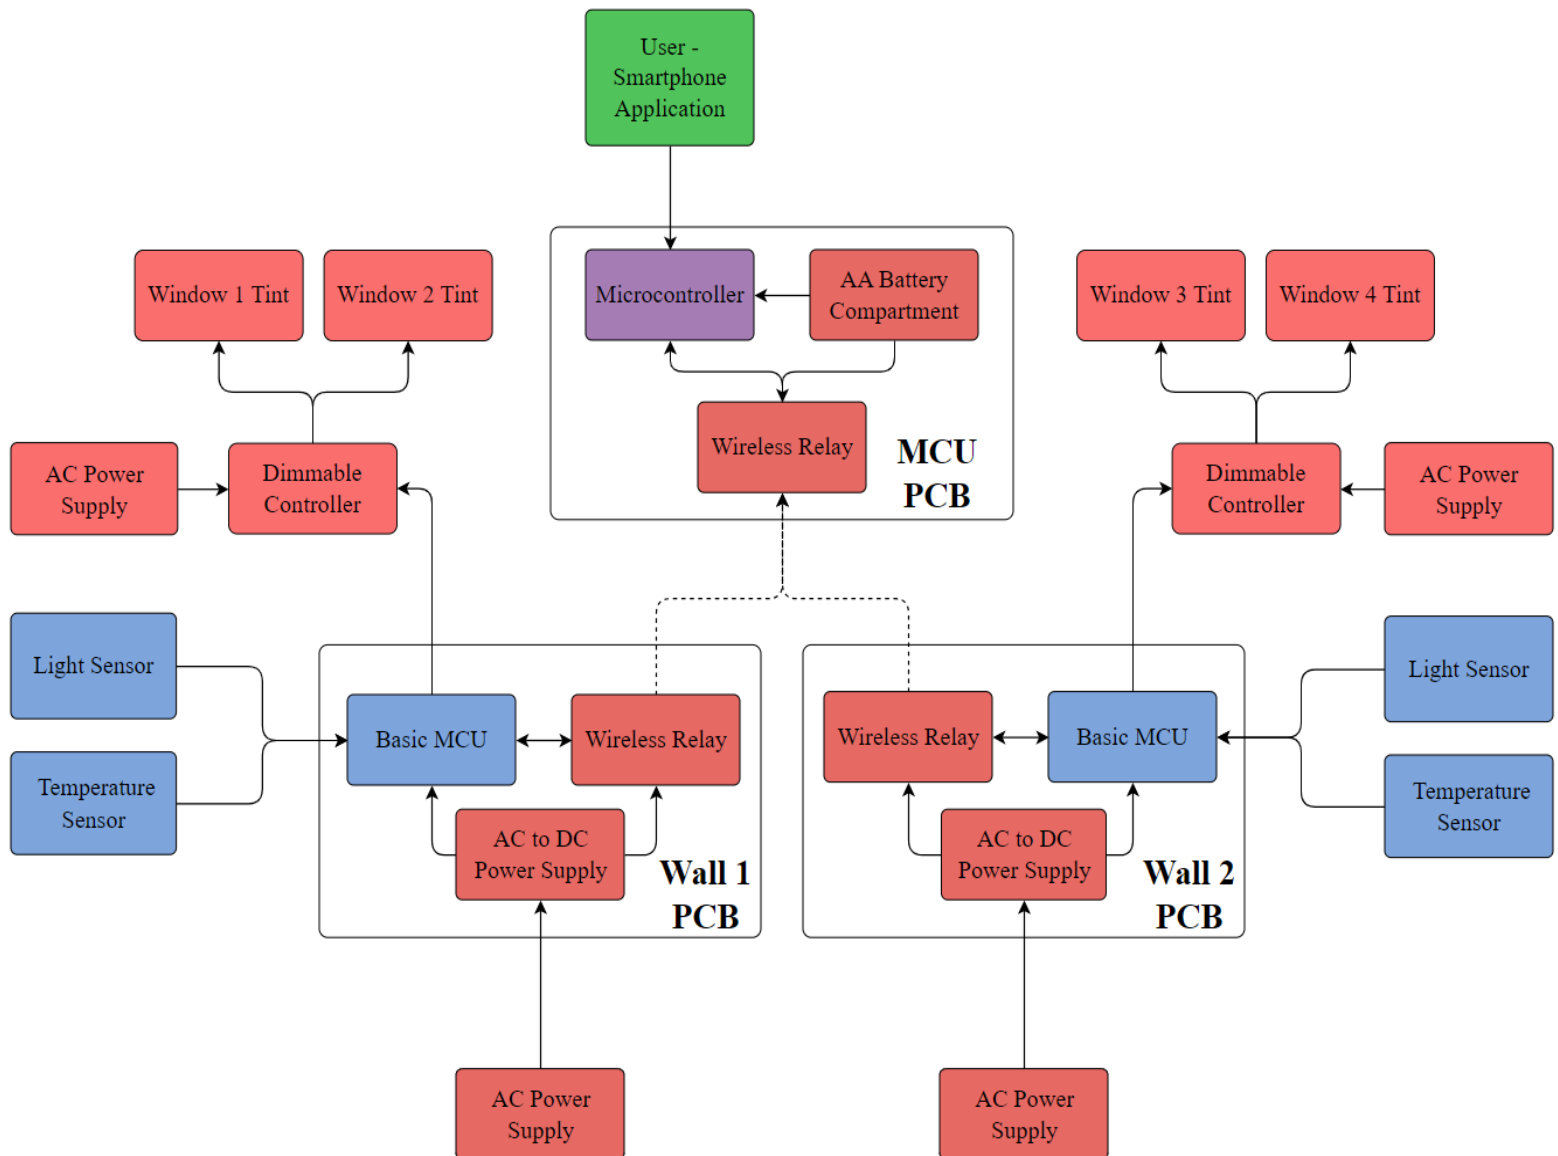 User -
Smartphone
Application
Microcontroller
AA Battery
Compartment
Wireless Relay
MCU
PCB
Window 1 Tint
Window 2 Tint
AC Power
Supply
Dimmable
Controller
Window 3 Tint
Window 4 Tint
Dimmable
Controller
AC Power
Supply
Light Sensor
Temperature
Sensor
Basic MCU
Wireless Relay
AC to DC
Power Supply
Wall 1
PCB
AC Power
Supply
Wireless Relay
Basic MCU
AC to DC
Power Supply
Wall 2
PCB
AC Power
Supply
Light Sensor
Temperature
Sensor